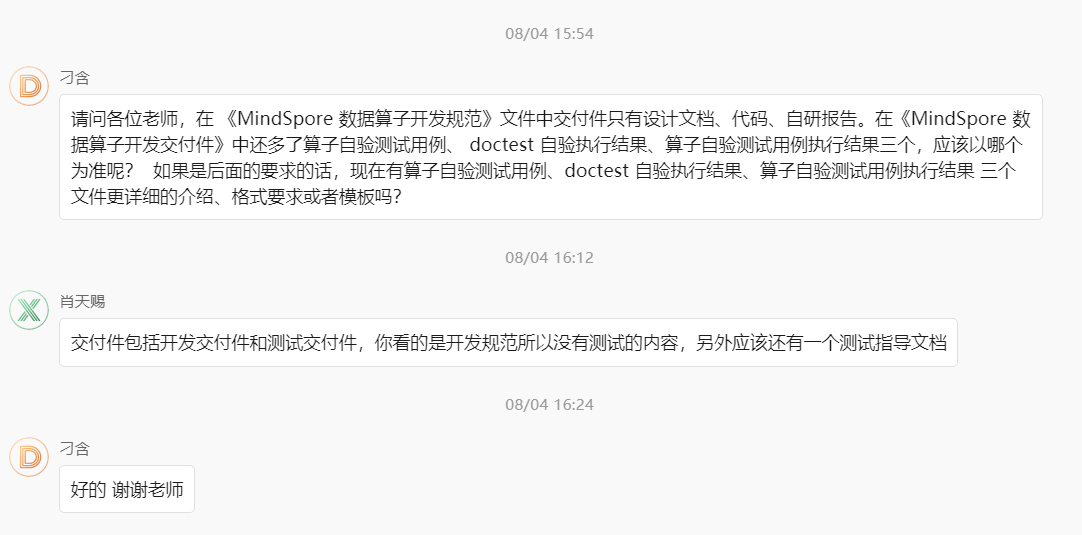 08/04 15:54
刁含
请问各位老师，在 《MindSpore 数据算子开发规范》文件中交付件只有设计文档、代码、自研报告。在《MindSpore 数
据算子开发交付件》中还多了算子自验测试用例、 doctest 自验执行结果、算子自验测试用例执行结果三个，应该以哪个
为准呢？ 如果是后面的要求的话，现在有算子自验测试用例、doctest 自验执行结果、算子自验测试用例执行结果 三个
文件更详细的介绍、格式要求或者模板吗？
08/04 16:12
肖天赐
交付件包括开发交付件和测试交付件，你看的是开发规范所以没有测试的内容，另外应该还有一个测试指导文档
08/04 16:24
刁含
好的 谢谢老师